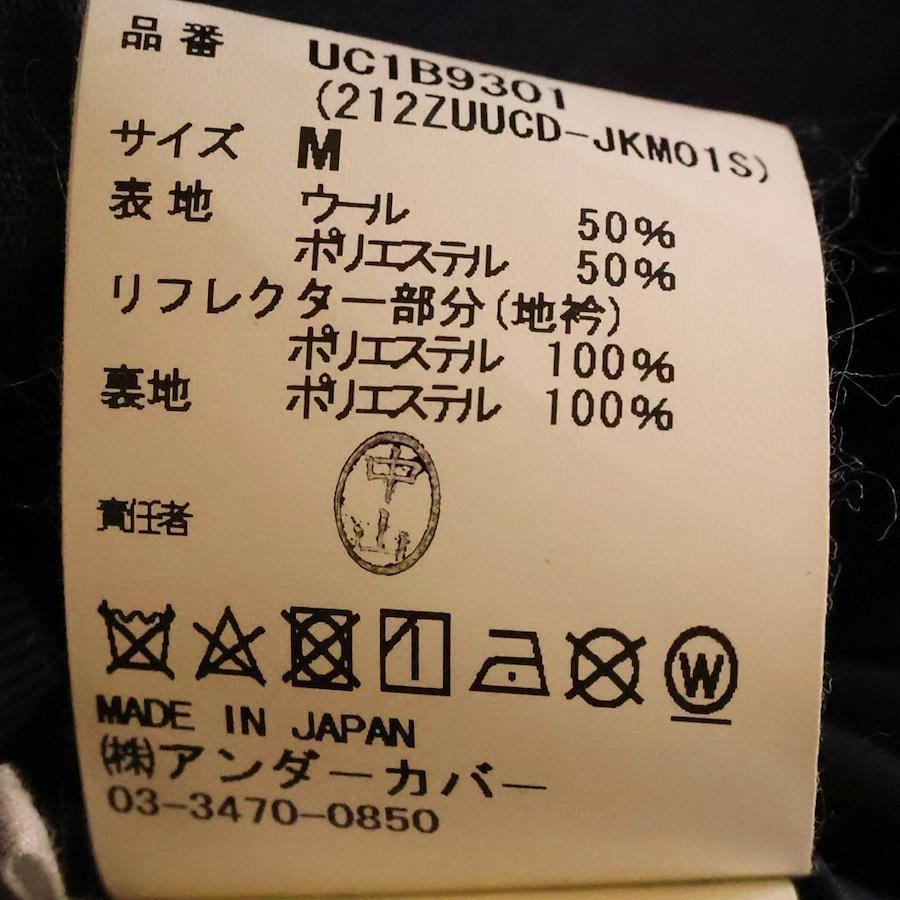 品番 UC1B9301
(212ZUUCD-JKM01S)
サイズ M
表地 ウール 50%
ポリエステル 50%
リフレクター部分(地衿)
ポリエステル 100%
裏地 ポリエステル 100%
中山
責任者
W
MADE IN JAPAN
(株)アンダーカバー
03-3470-0850